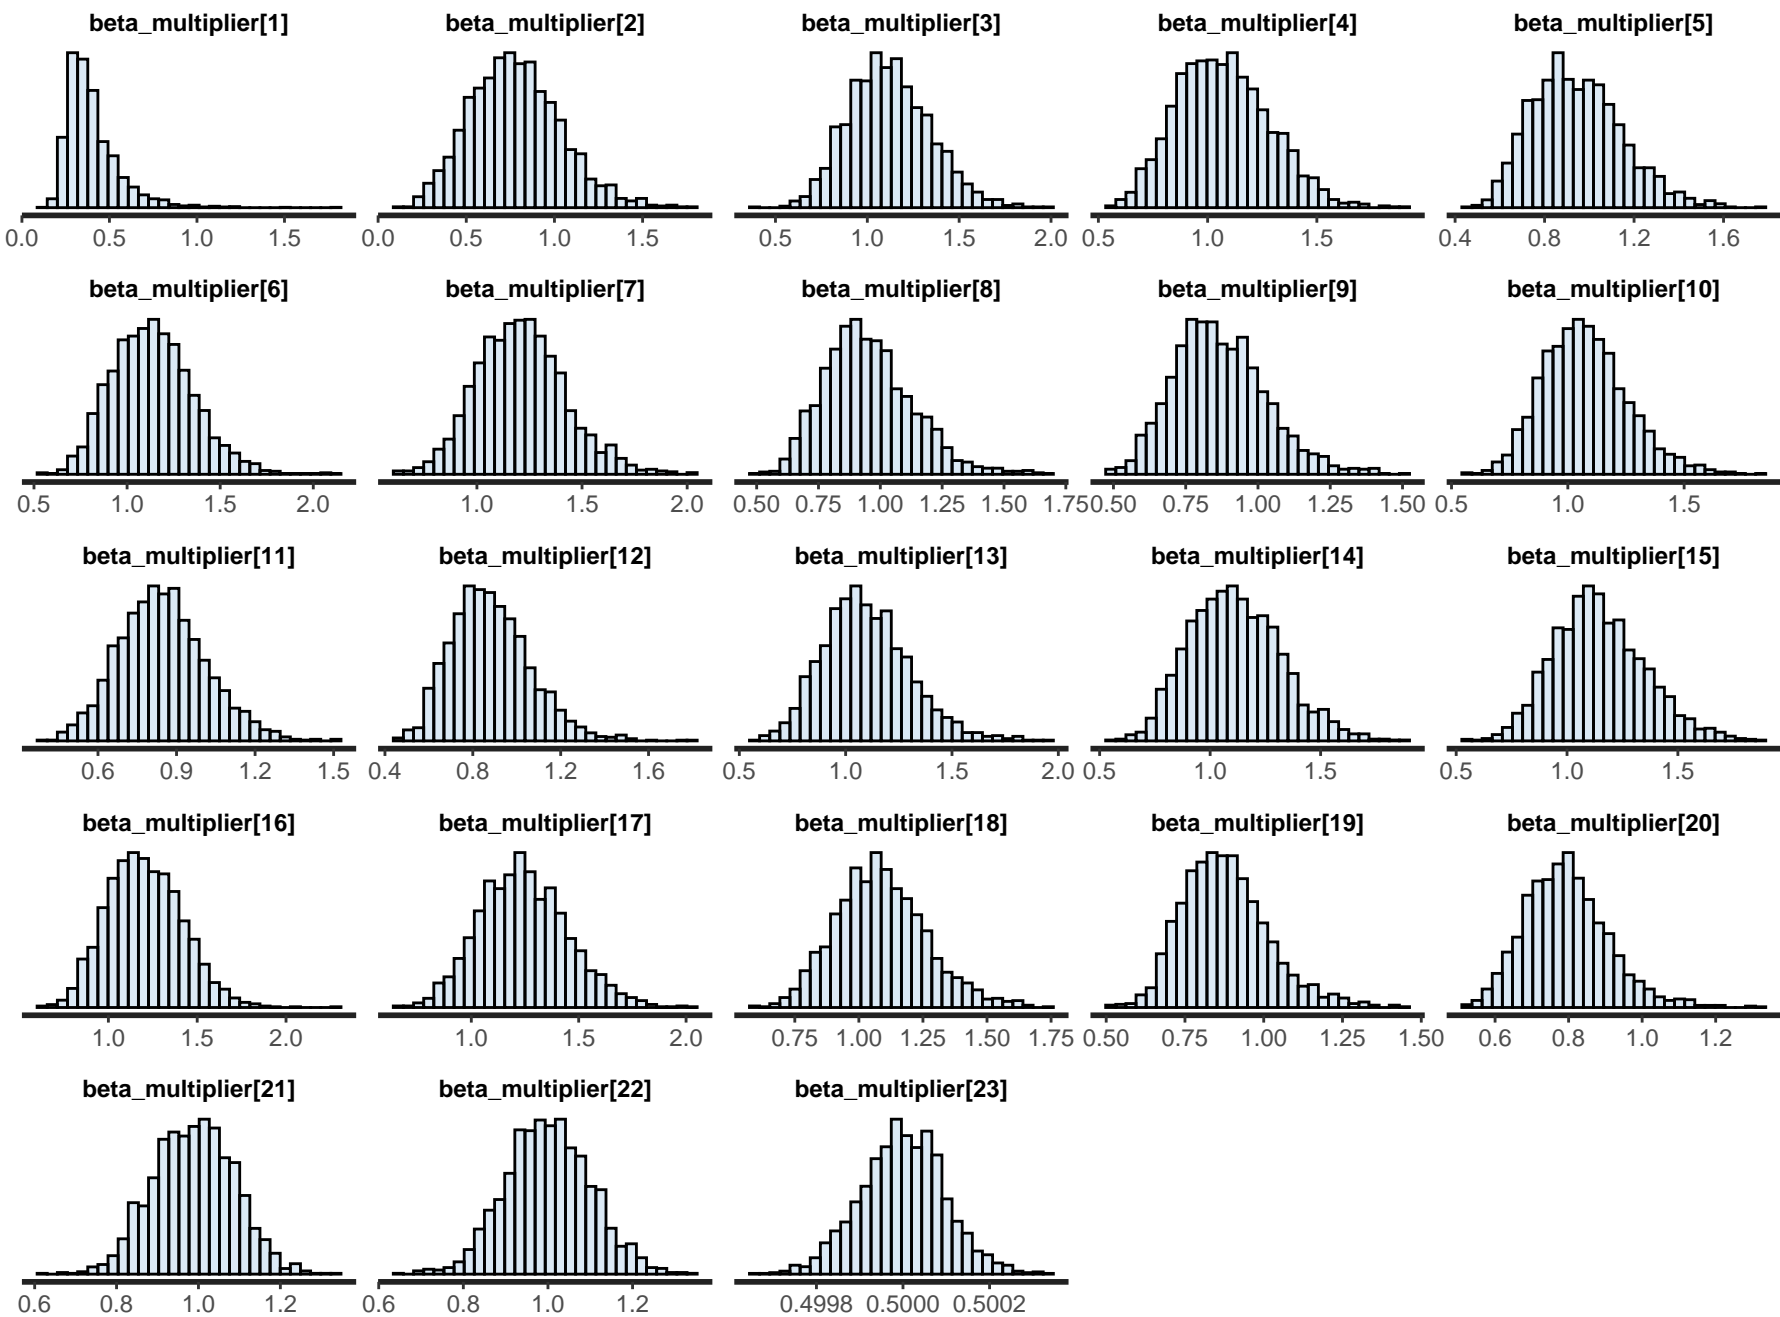 beta_multiplier[1] beta_multiplier[2] beta_multiplier[3] beta_multiplier[4] beta_multiplier[5]
0.0 0.5 1.0 1.5 0.0 0.5 1.0 1.5 0.5 1.0 1.5 2.0 0.5 1.0 1.5 0.4 0.8 1.2 1.6
beta_multiplier[6] beta_multiplier[7] beta_multiplier[8] beta_multiplier[9] beta_multiplier[10]
0.5 1.0 1.5 2.0 1.0 1.5 2.0 0.50 0.75 1.00 1.25 1.50 1.75 0.50 0.75 1.00 1.25 1.50 0.5 1.0 1.5
beta_multiplier[11] beta_multiplier[12] beta_multiplier[13] beta_multiplier[14] beta_multiplier[15]
0.6 0.9 1.2 1.5 0.4 0.8 1.2 1.6 0.5 1.0 1.5 2.0 0.5 1.0 1.5 0.5 1.0 1.5
beta_multiplier[16] beta_multiplier[17] beta_multiplier[18] beta_multiplier[19] beta_multiplier[20]
1.0 1.5 2.0 1.0 1.5 2.0 0.75 1.00 1.25 1.50 1.75 0.50 0.75 1.00 1.25 1.50 0.6 0.8 1.0 1.2
beta_multiplier[21] beta_multiplier[22] beta_multiplier[23]
0.6 0.8 1.0 1.2 0.6 0.8 1.0 1.2 0.4998 0.5000 0.5002